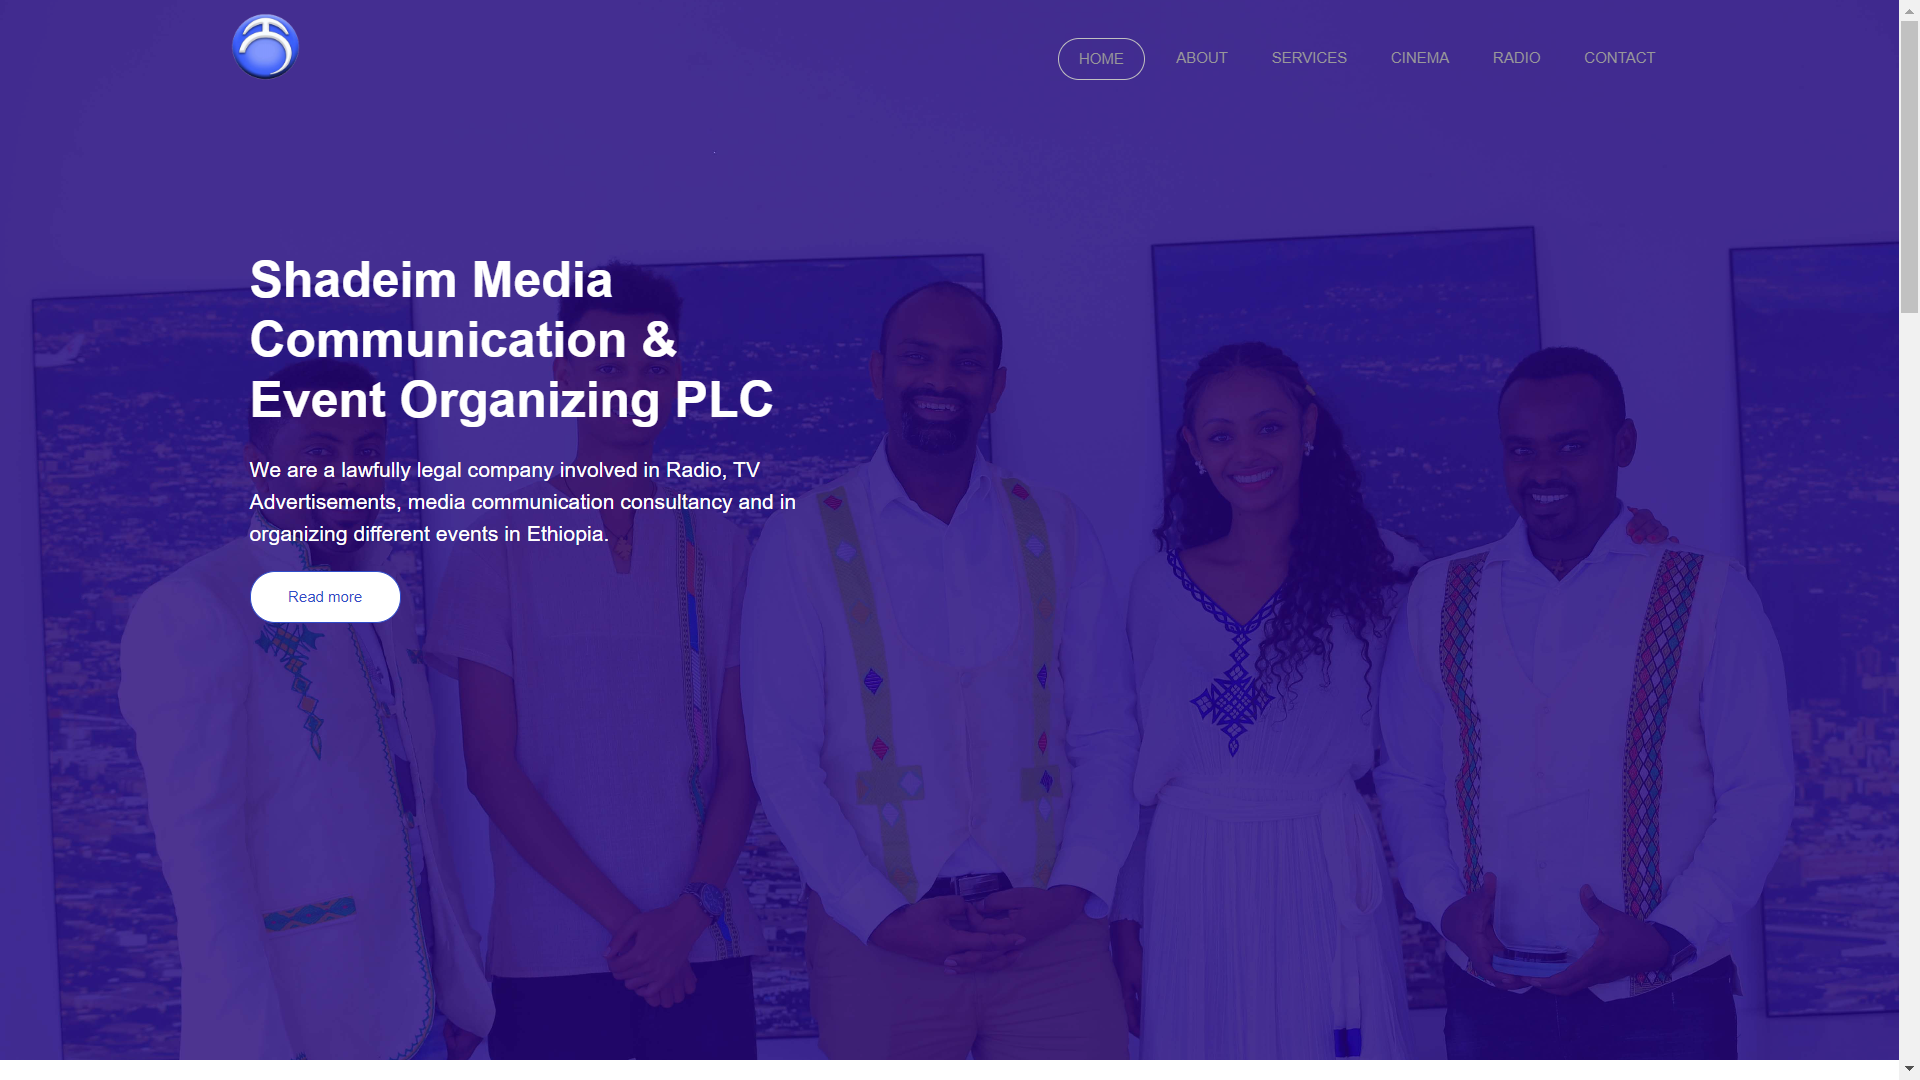 HOME
ABOUT
SERVICES
CINEMA
RADIO
CONTACT
Shadeim Media
Communication &
Event Organizing PLC
We are a lawfully legal company involved in Radio, TV
Advertisements, media communication consultancy and in
organizing different events in Ethiopia.
Read more